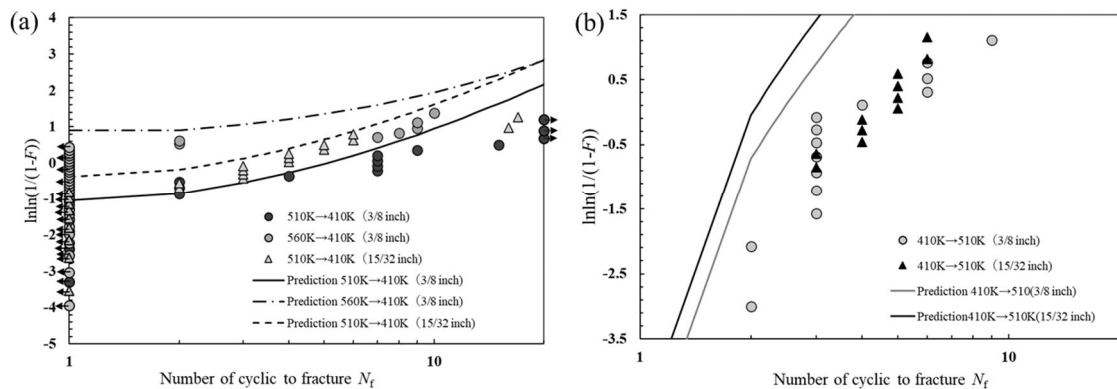 (a)
lnln(1/(1-F))
4
3
2
1
0
-1
-2
-3
-4
-5
510K→410K (3/8 inch)
560K→410K (3/8 inch)
510K→410K (15/32 inch)
Prediction 510K→410K (3/8 inch)
Prediction 560K→410K (3/8 inch)
Prediction 510K→410K (15/32 inch)
1
10
Number of cyclic to fracture Nf
(b)
lnln(1/(1-F))
1.5
0.5
-0.5
-1.5
-2.5
-3.5
410K→510K (3/8 inch)
410K→510K (15/32 inch)
Prediction 410K→510(3/8 inch)
Prediction410K→510K(15/32 inch)
1
10
Number of cyclic to fracture Nf